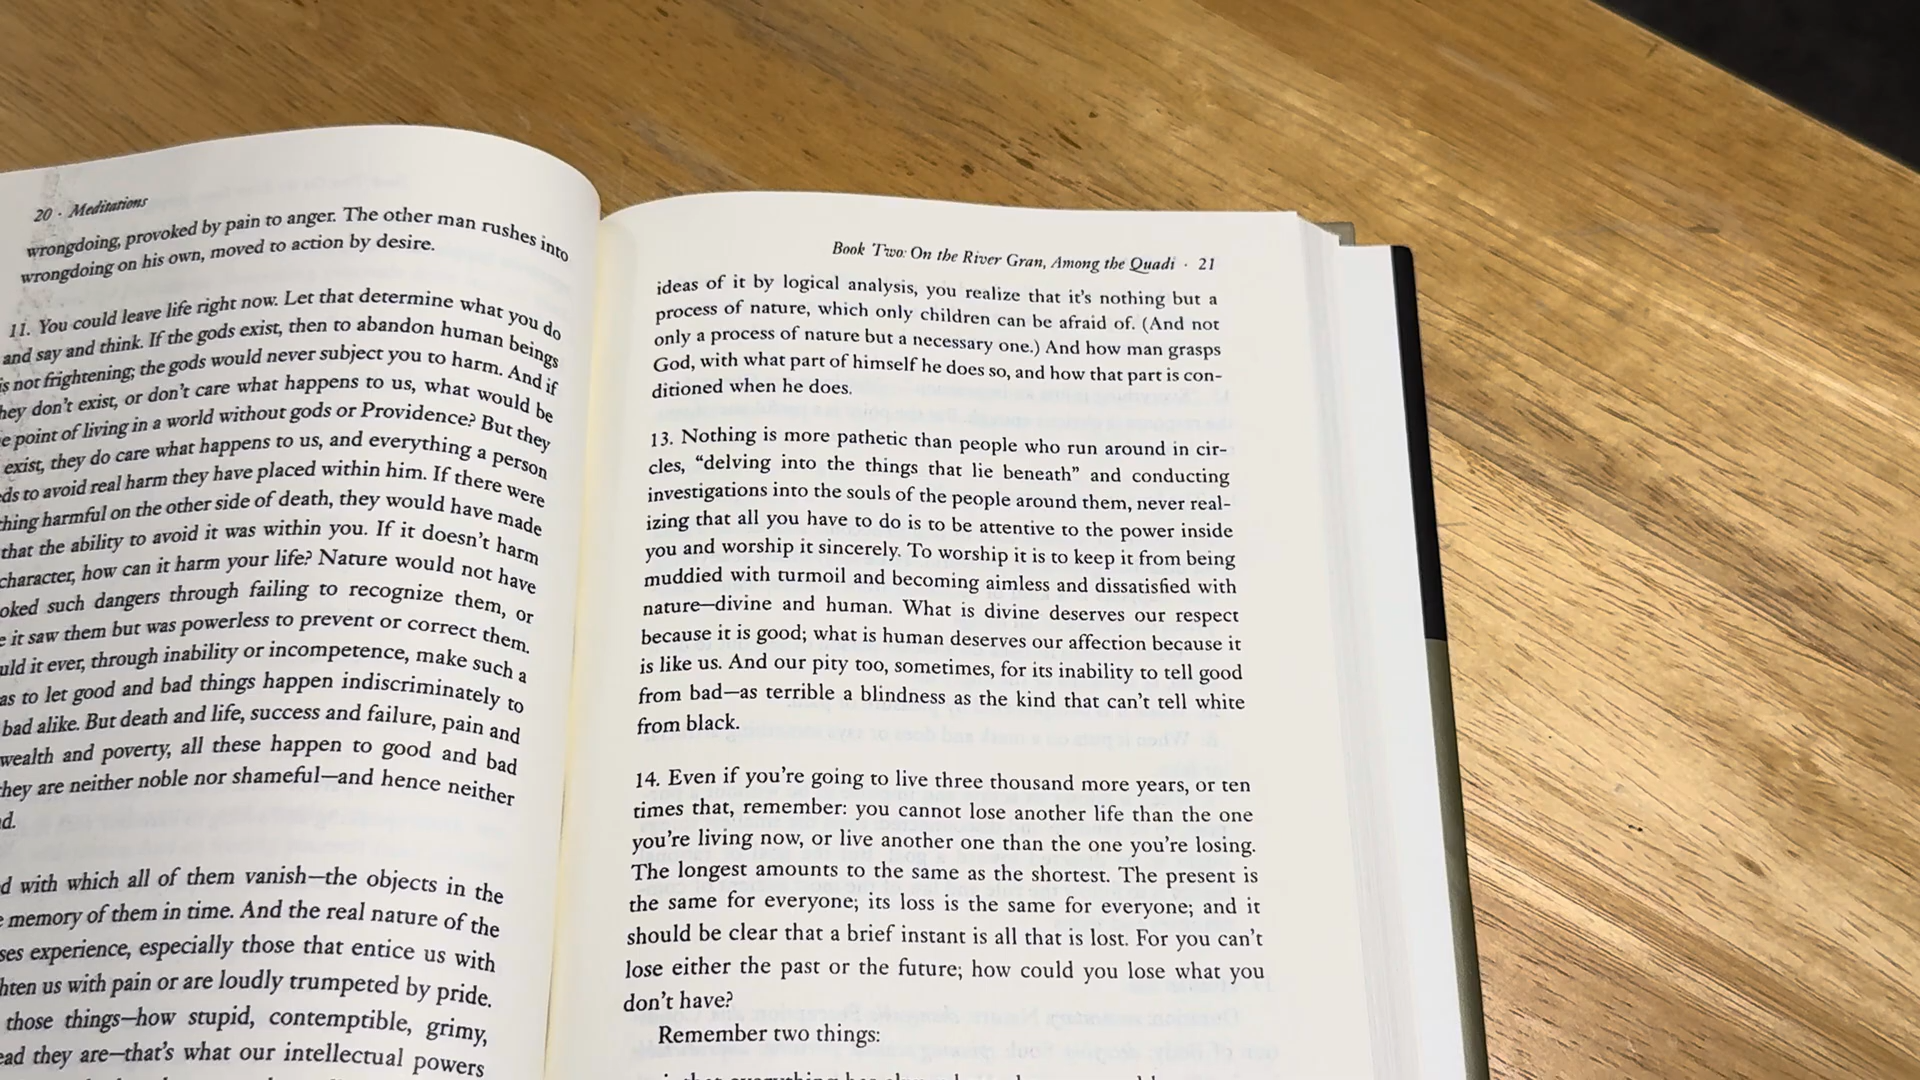 20 · Meditations
wrongdoing, provoked by pain to anger. The other man rushes into
wrongdoing on his own, moved to action by desire.
11. You could leave life right now. Let that determine what you do
and say and think. If the gods exist, then to abandon human beings
is not frightening; the gods would never subject you to harm. And if
they don't exist, or don't care what happens to us, what would be
point of living in a world without gods or Providence? But they
exist, they do care what happens to us, and everything a person
to avoid real harm they have placed within him. If there were
harmful on the other side of death, they would have made
that the ability to avoid it was within you. If it doesn't harm
character, how can it harm your life? Nature would not have
such dangers through failing to recognize them, or
it saw them but was powerless to prevent or correct them.
it ever, through inability or incompetence, make such a
as to let good and bad things happen indiscriminately to
bad alike. But death and life, success and failure, pain and
wealth and poverty, all these happen to good and bad
they are neither noble nor shameful—and hence neither
with which all of them vanish—the objects in the
memory of them in time. And the real nature of the
experience, especially those that entice us with
us with pain or are loudly trumpeted by pride.
those things—how stupid, contemptible, grimy,
they are—that's what our intellectual powers
Book Two: On the River Gran, Among the Quadi · 21
ideas of it by logical analysis, you realize that it's nothing but a
process of nature, which only children can be afraid of. (And not
only a process of nature but a necessary one.) And how man grasps
God, with what part of himself he does so, and how that part is con-
ditioned when he does.
13. Nothing is more pathetic than people who run around in cir-
cles, “delving into the things that lie beneath” and conducting
investigations into the souls of the people around them, never real-
izing that all you have to do is to be attentive to the power inside
you and worship it sincerely. To worship it is to keep it from being
muddied with turmoil and becoming aimless and dissatisfied with
nature—divine and human. What is divine deserves our respect
because it is good; what is human deserves our affection because it
is like us. And our pity too, sometimes, for its inability to tell good
from bad—as terrible a blindness as the kind that can't tell white
from black.
14. Even if you're going to live three thousand more years, or ten
times that, remember: you cannot lose another life than the one
you're living now, or live another one than the one you're losing.
The longest amounts to the same as the shortest. The present is
the same for everyone; its loss is the same for everyone; and it
should be clear that a brief instant is all that is lost. For you can't
lose either the past or the future; how could you lose what you
don't have?
Remember two things: